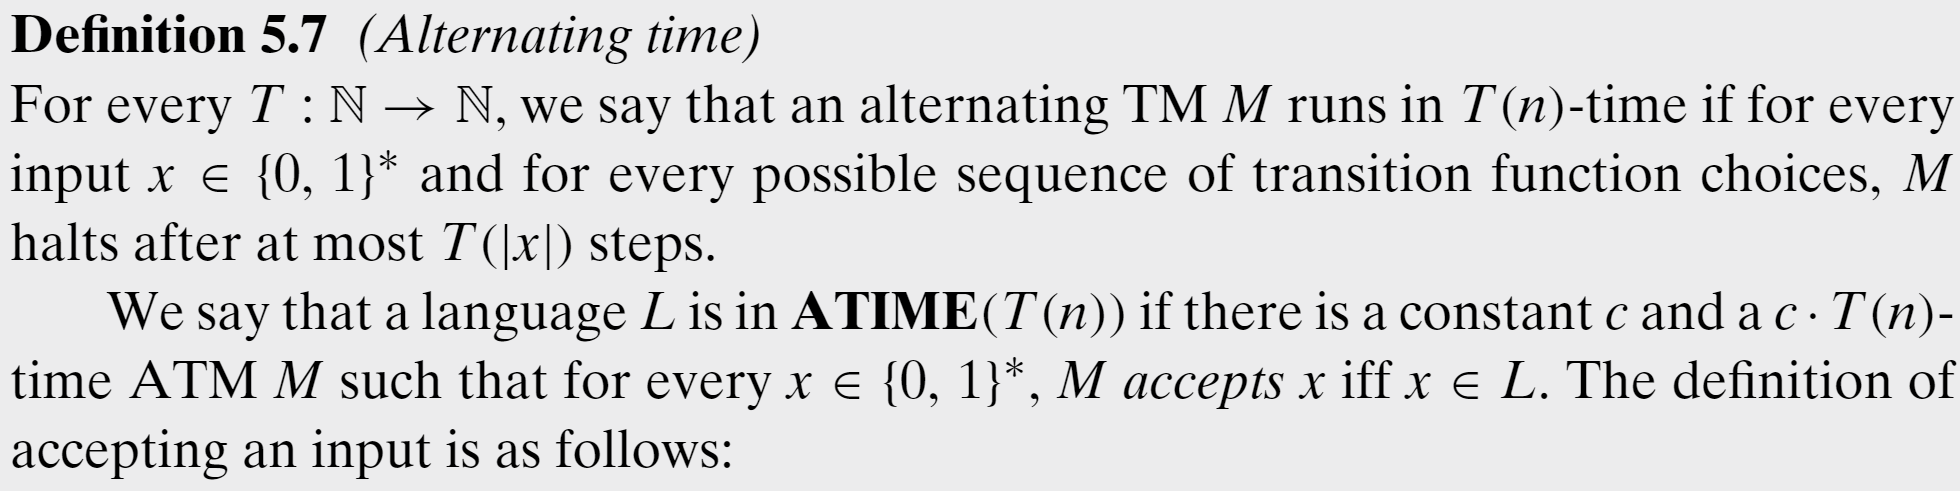 Definition 5.7 (Alternating time)
For every T : ℕ → ℕ, we say that an alternating TM M runs in T(n)-time if for every
input x ∈ {0, 1}* and for every possible sequence of transition function choices, M
halts after at most T(|x|) steps.
We say that a language L is in ATIME(T(n)) if there is a constant c and a c · T(n)-
time ATM M such that for every x ∈ {0, 1}*, M accepts x iff x ∈ L. The definition of
accepting an input is as follows: